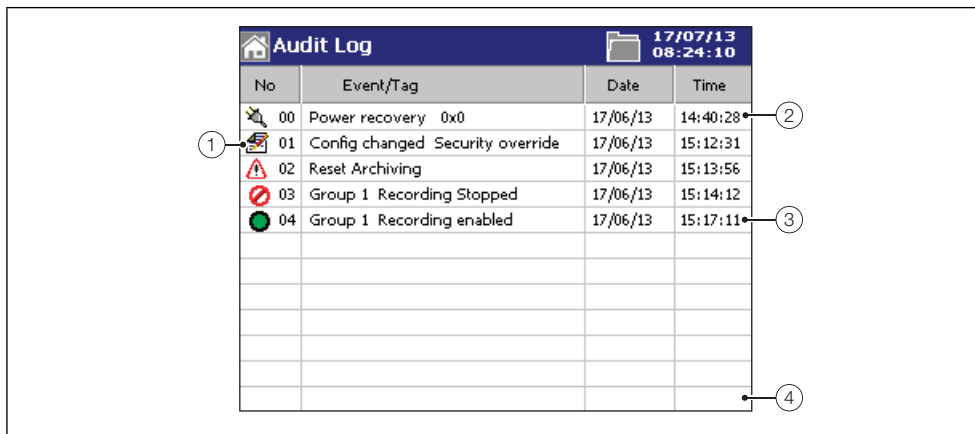 Audit Log 17/07/13
08:24:10
No Event/Tag Date Time
00 Power recovery 0x0 17/06/13 14:40:28 2
1 01 Config changed Security override 17/06/13 15:12:31
02 Reset Archiving 17/06/13 15:13:56
03 Group 1 Recording Stopped 17/06/13 15:14:12
04 Group 1 Recording enabled 17/06/13 15:17:11 3
4